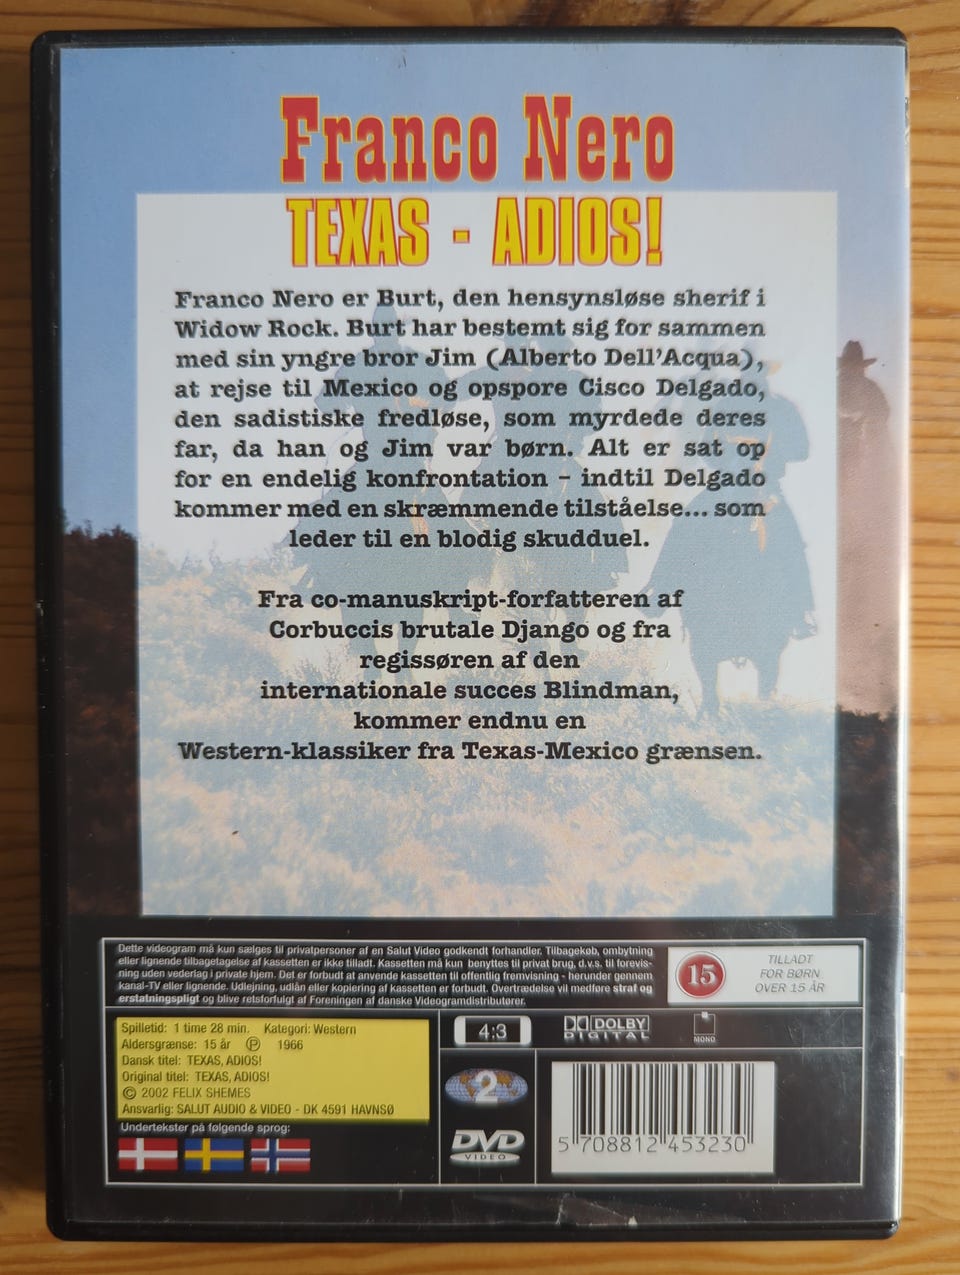 Franco Nero
TEXAS - ADIOS!
Franco Nero er Burt, den hensynsløse sherif i
Widow Rock. Burt har bestemt sig for sammen
med sin yngre bror Jim (Alberto Dell'Acqua),
at rejse til Mexico og opspore Cisco Delgado,
den sadistiske fredløse, som myrdede deres
far, da han og Jim var børn. Alt er sat op
for en endelig konfrontation – indtil Delgado
kommer med en skræmmende tilståelse... som
leder til en blodig skudduel.
Fra co-manuskript-forfatteren af
Corbuccis brutale Django og fra
regissøren af den
internationale succes Blindman,
kommer endnu en
Western-klassiker fra Texas-Mexico grænsen.
Dette videogram må kun sælges til privatpersoner af en Salut Video godkendt forhandler. Tilbagekøb, ombytning
eller lignende tilbagetagelse af kassetten er ikke tilladt. Kassetten må kun benyttes til privat brug, d.v.s. til forevis-
ning uden vederlag i private hjem. Det er forbudt at anvende kassetten til offentlig fremvisning - herunder gennem
kanal-TV eller lignende. Udlejning, udlån eller kopiering af kassetten er forbudt. Overtrædelse vil medføre straf og
erstatningspligt og blive retsforfulgt af Foreningen af danske Videogramdistributører.
15
TILLADT
FOR BØRN
OVER 15 ÅR
Spilletid: 1 time 28 min. Kategori: Western
Aldersgrænse: 15 år Ⓟ 1966
Dansk titel: TEXAS, ADIOS!
Original titel: TEXAS, ADIOS!
© 2002 FELIX SHEMES
Ansvarlig: SALUT AUDIO & VIDEO - DK 4591 HAVNSØ
Undertekster på følgende sprog:
4:3
DOLBY
DIGITAL
MONO
2
DVD
VIDEO
5 708812 453230